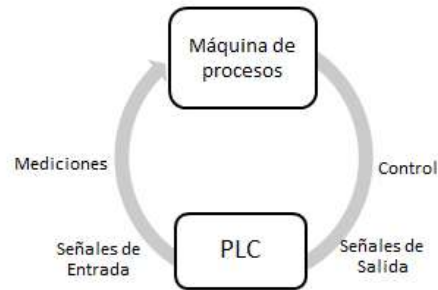 Máquina de
procesos
Mediciones
Control
Señales de
Entrada
PLC
Señales de
Salida